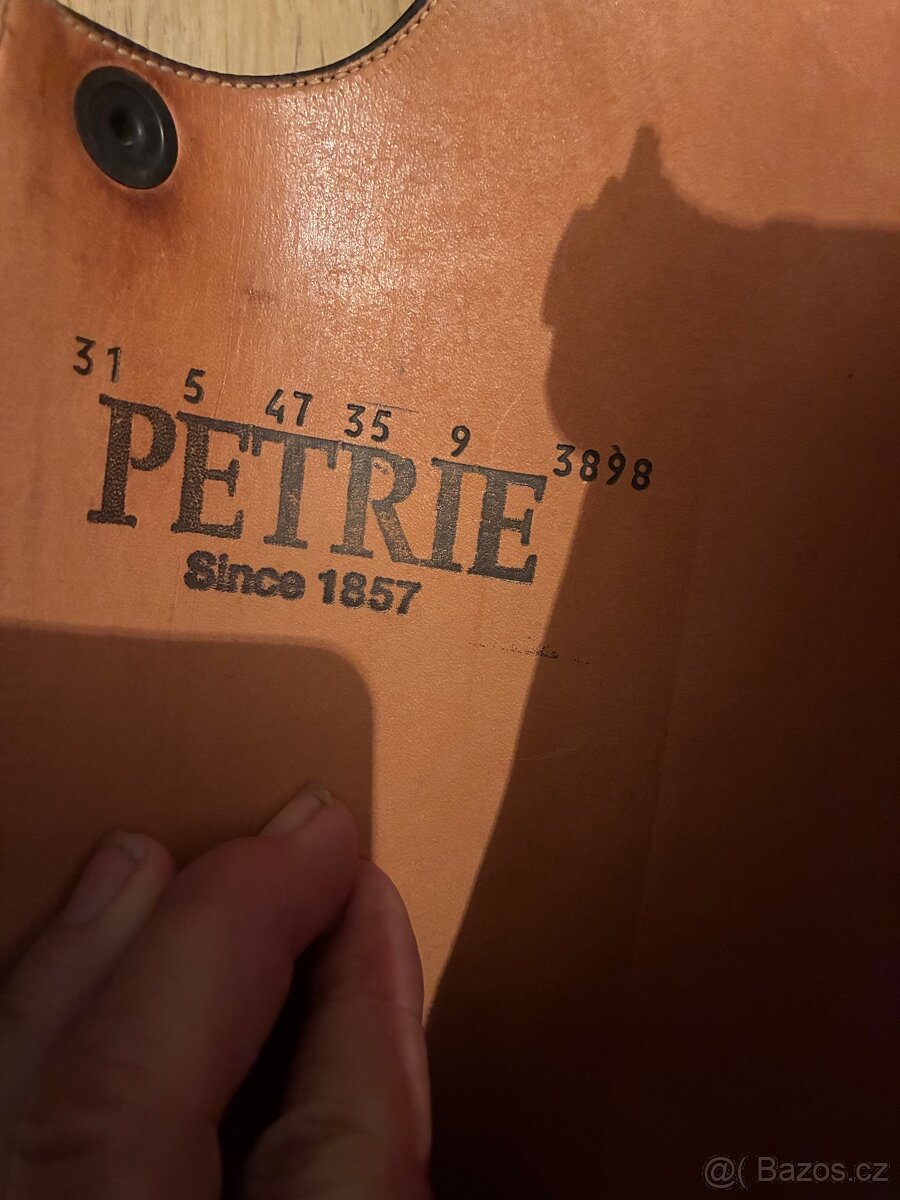 31 5 47 35 9 3898
PETRIE
Since 1857
@( Bazos.cz